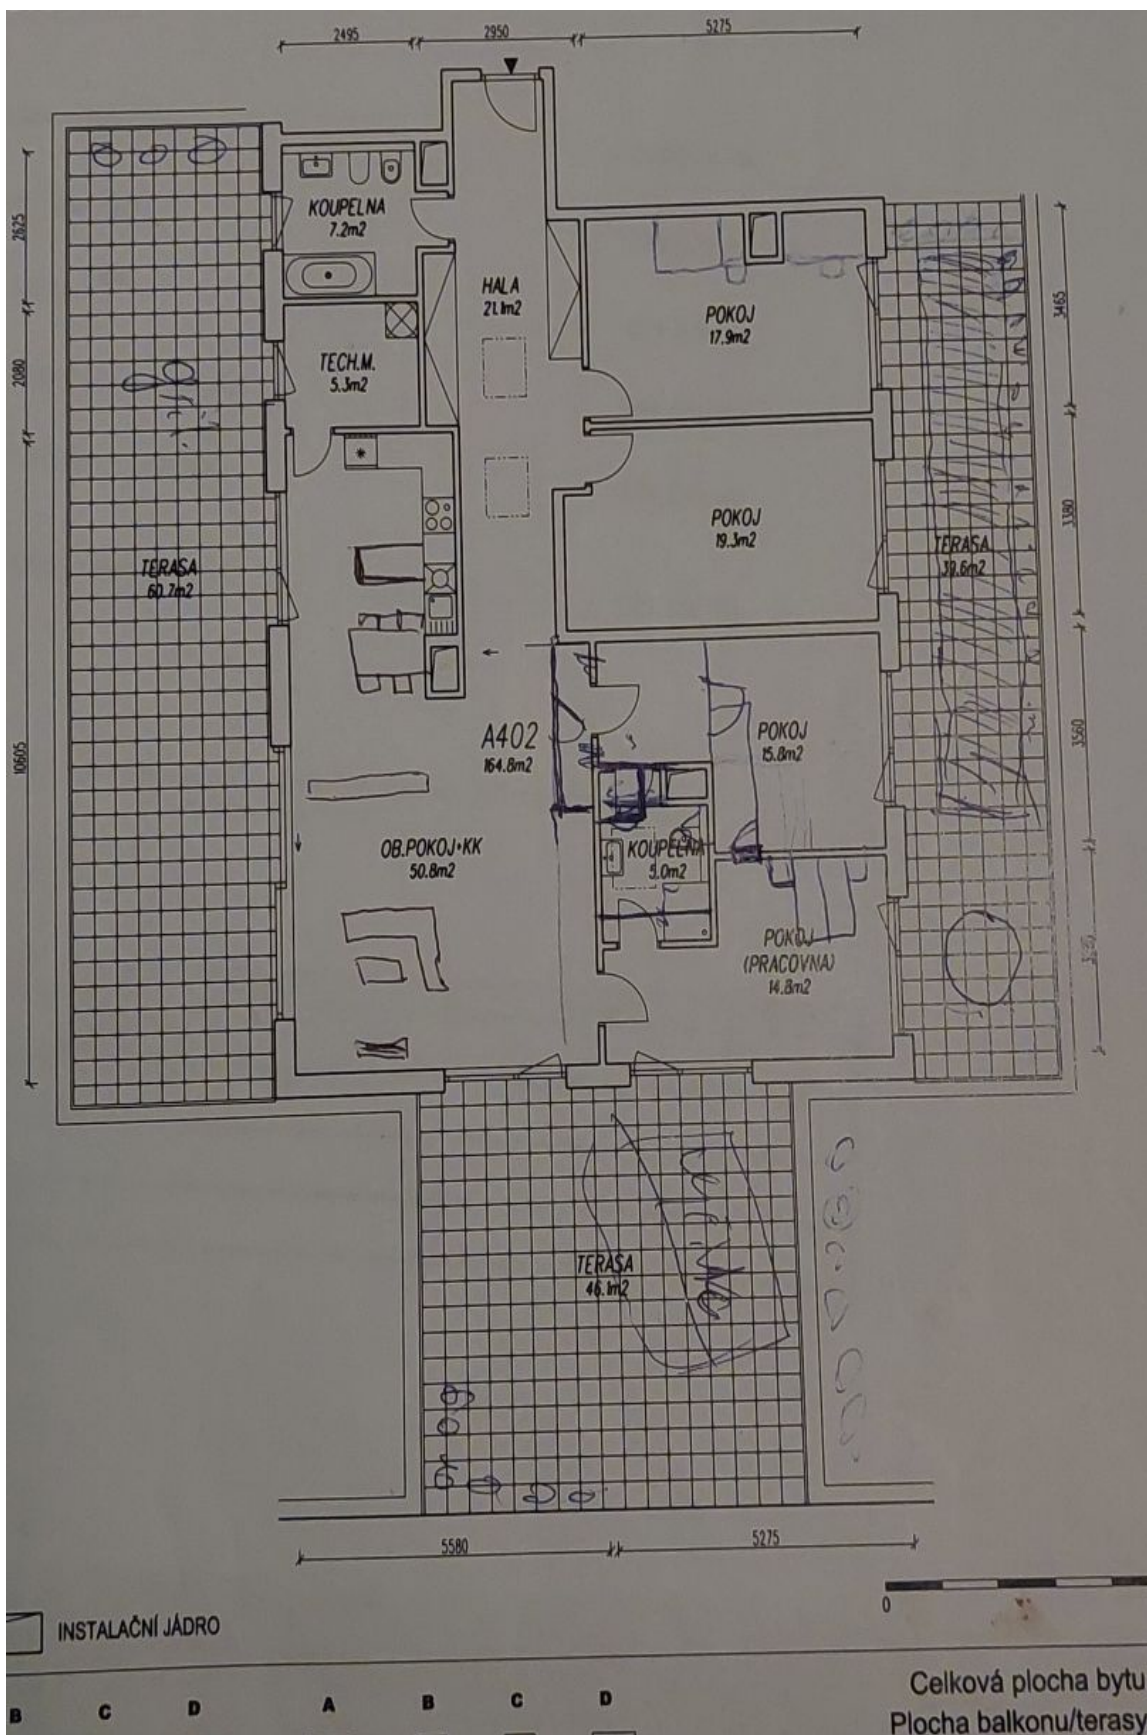 2495
2950
5275
2625
KOUPELNA
7.2m2
HALA
21.1m2
POKOJ
17.9m2
3465
2080
TECH.M.
5.3m2
POKOJ
19.3m2
3380
TERASA
60.7m2
TERASA
10605
A402
164.8m2
POKOJ
15.8m2
3560
OB.POKOJ+KK
50.8m2
KOUPELNA
5.0m2
POKOJ
(PRACOVNA)
14.8m2
TERASA
46.1m2
5580
5275
0
INSTALAČNÍ JÁDRO
Celková plocha bytu
B C D A B C D
Plocha balkonu/terasy